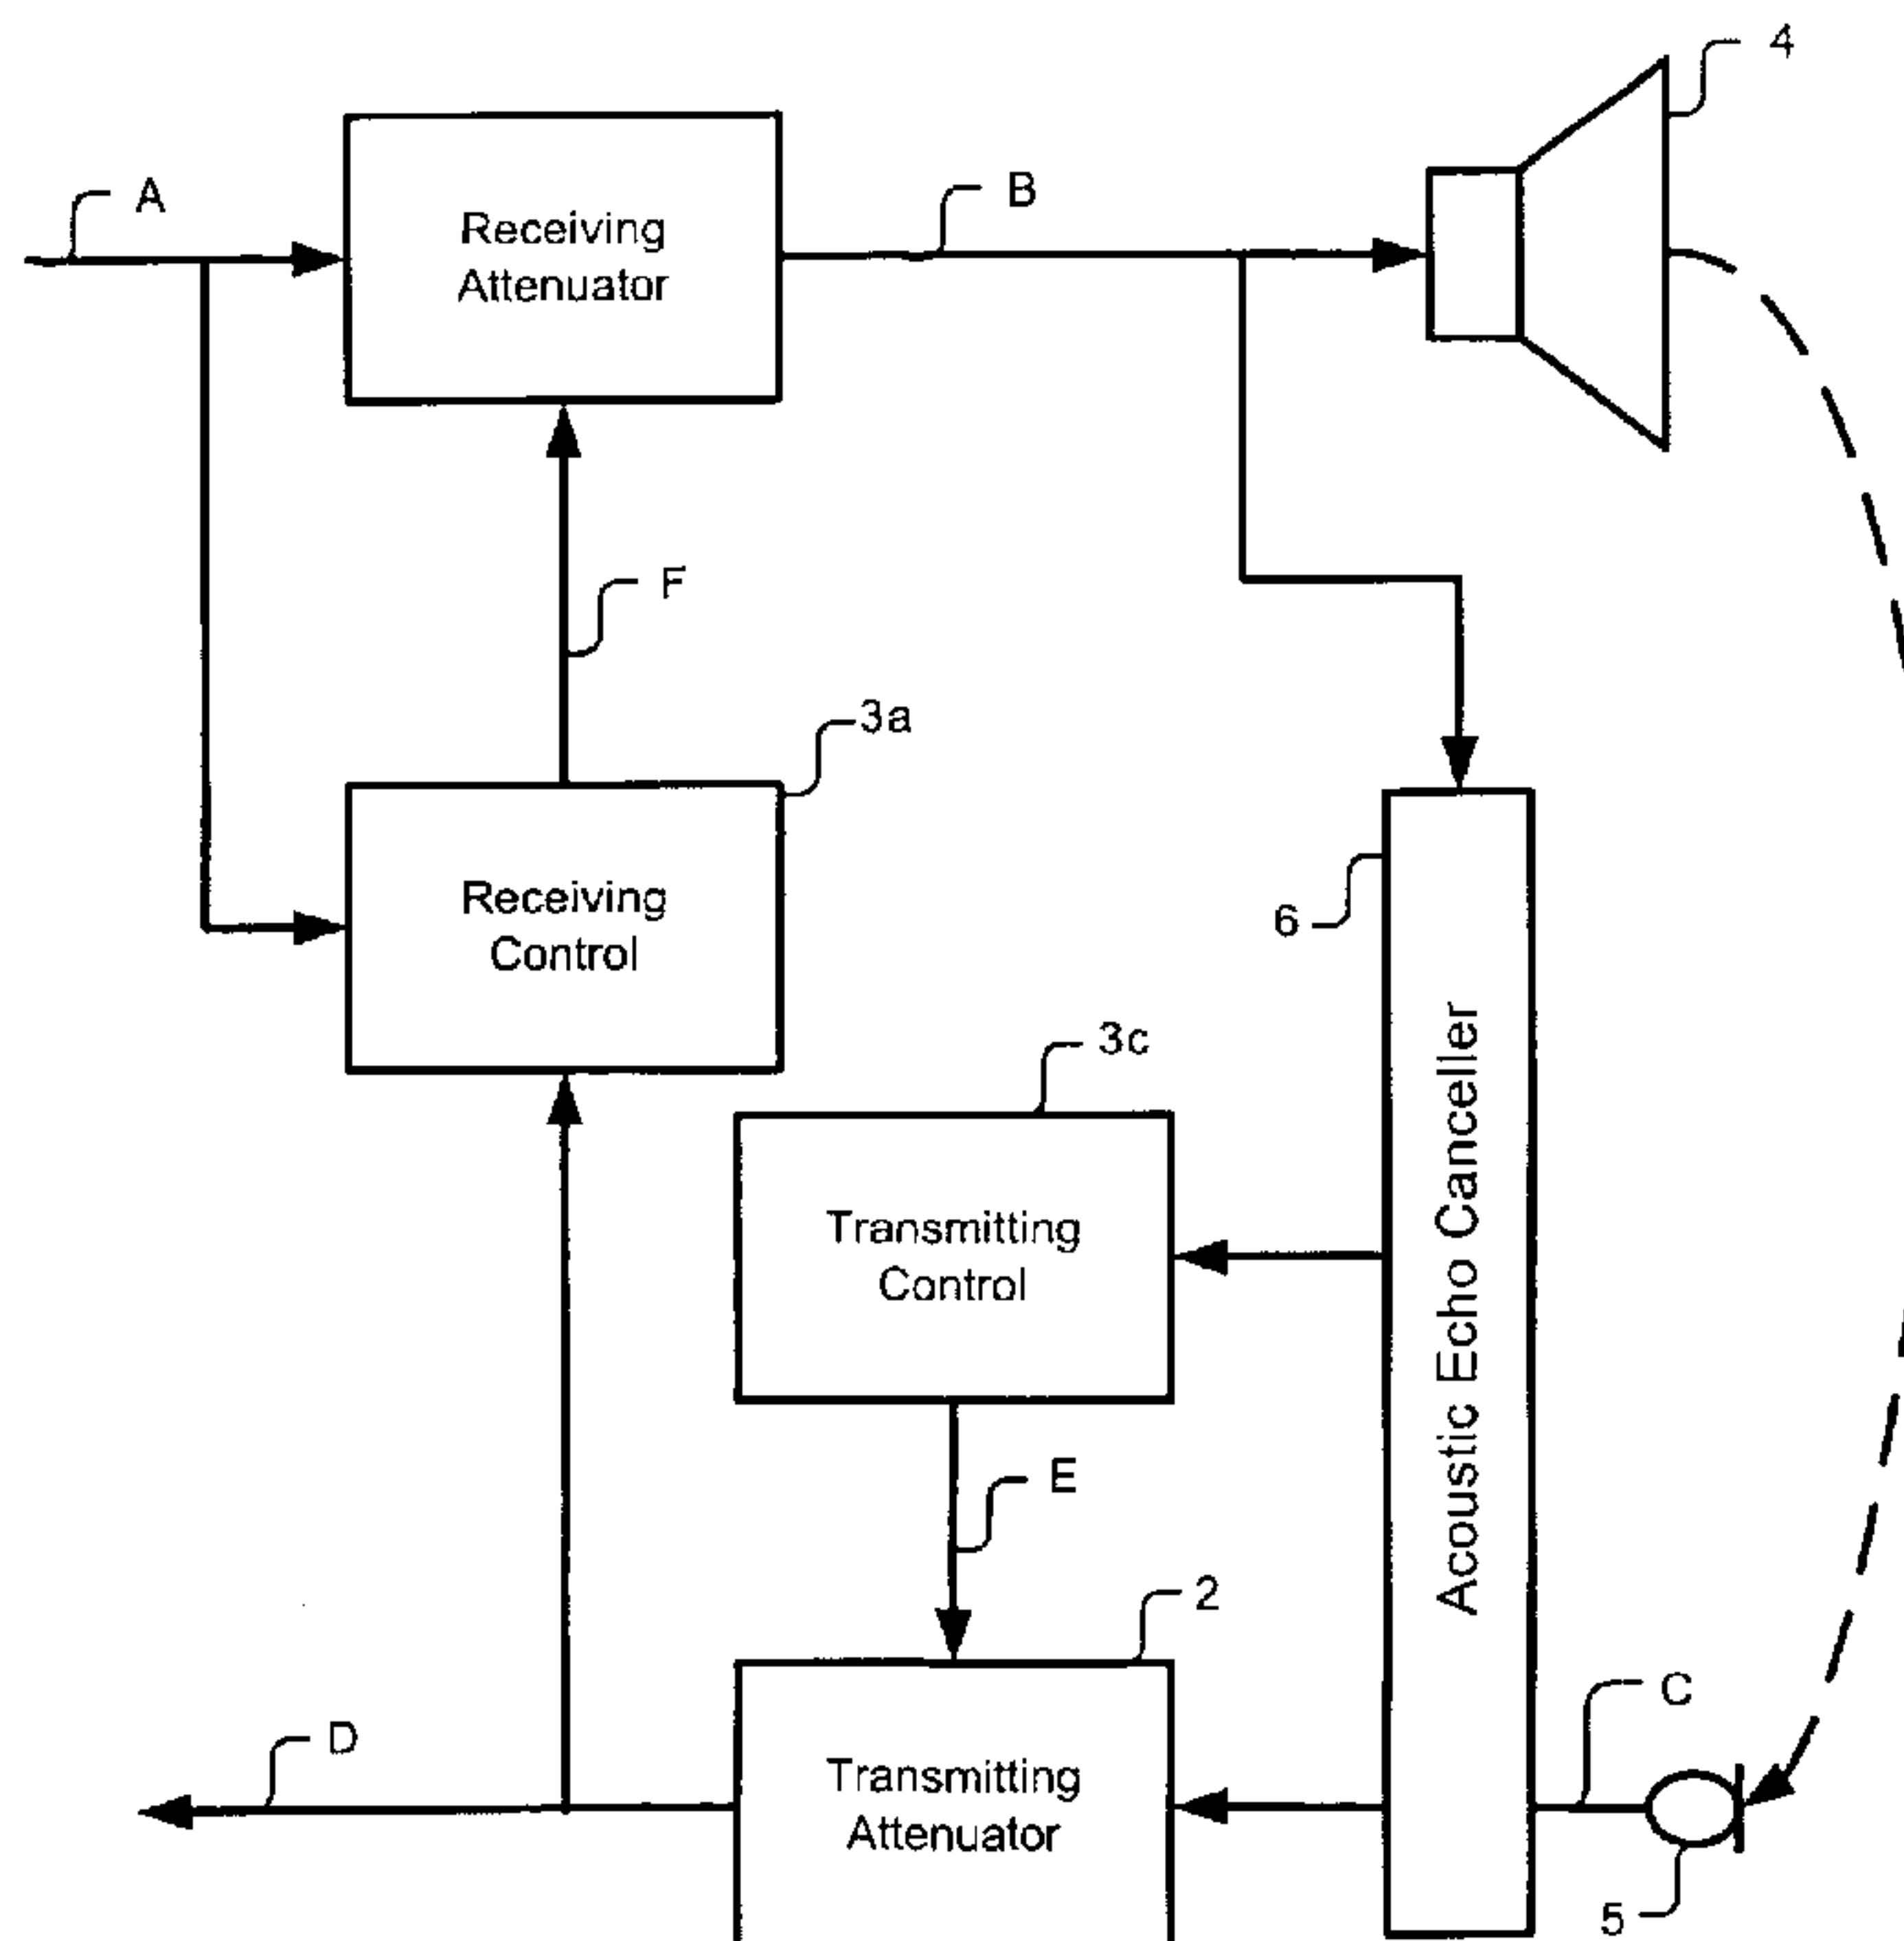 4
A
Receiving
Attenuator
B
F
3a
Receiving
Control
6
3c
Transmitting
Control
Acoustic Echo Canceller
E
2
C
D
Transmitting
Attenuator
5